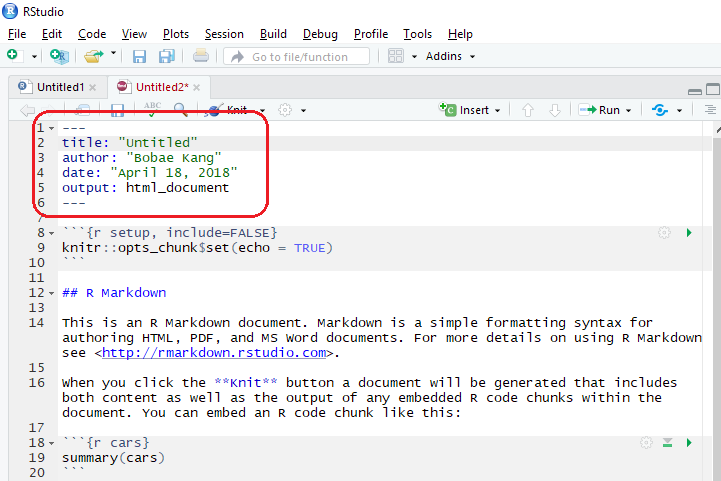 RStudio
File Edit Code View Plots Session Build Debug Profile Tools Help
Go to file/function Addins
Untitled1 Untitled2*
ABC Knit Insert Run
1 ---
2 title: "Untitled"
3 author: "Bobae Kang"
4 date: "April 18, 2018"
5 output: html_document
6 ---
7
8 ```{r setup, include=FALSE}
9 knitr::opts_chunk$set(echo = TRUE)
10 ```
11
12 ## R Markdown
13
14 This is an R Markdown document. Markdown is a simple formatting syntax for
authoring HTML, PDF, and MS Word documents. For more details on using R Markdown
see <http://rmarkdown.rstudio.com>.
15
16 When you click the **Knit** button a document will be generated that includes
both content as well as the output of any embedded R code chunks within the
document. You can embed an R code chunk like this:
17
18 ```{r cars}
19 summary(cars)
20 ```